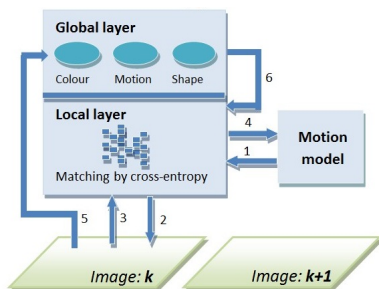 Global layer
Colour Motion Shape
6
Local layer
4
Motion
model
1
Matching by cross-entropy
5 3 2
Image: k
Image: k+1